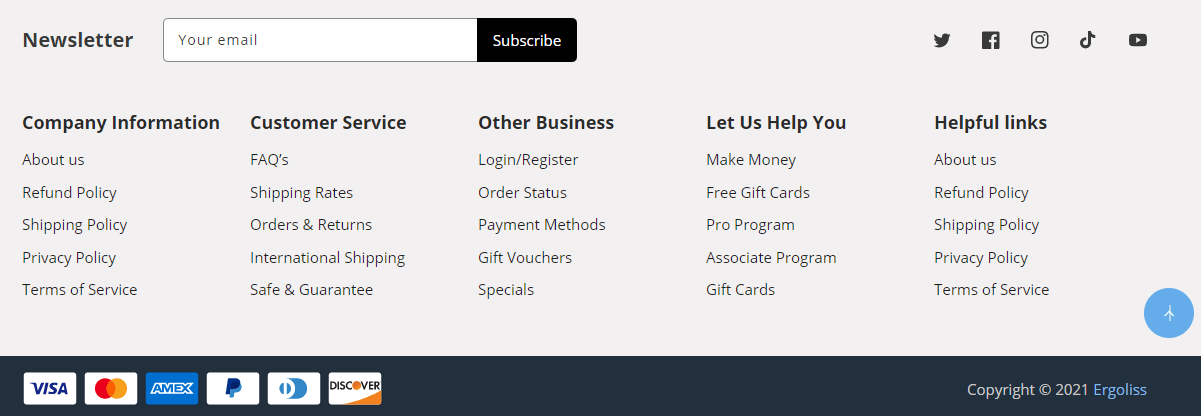 Newsletter Your email Subscribe
Company Information Customer Service Other Business Let Us Help You Helpful links
About us FAQ’s Login/Register Make Money About us
Refund Policy Shipping Rates Order Status Free Gift Cards Refund Policy
Shipping Policy Orders & Returns Payment Methods Pro Program Shipping Policy
Privacy Policy International Shipping Gift Vouchers Associate Program Privacy Policy
Terms of Service Safe & Guarantee Specials Gift Cards Terms of Service
VISA AMEX DISCOVER Copyright © 2021 Ergoliss